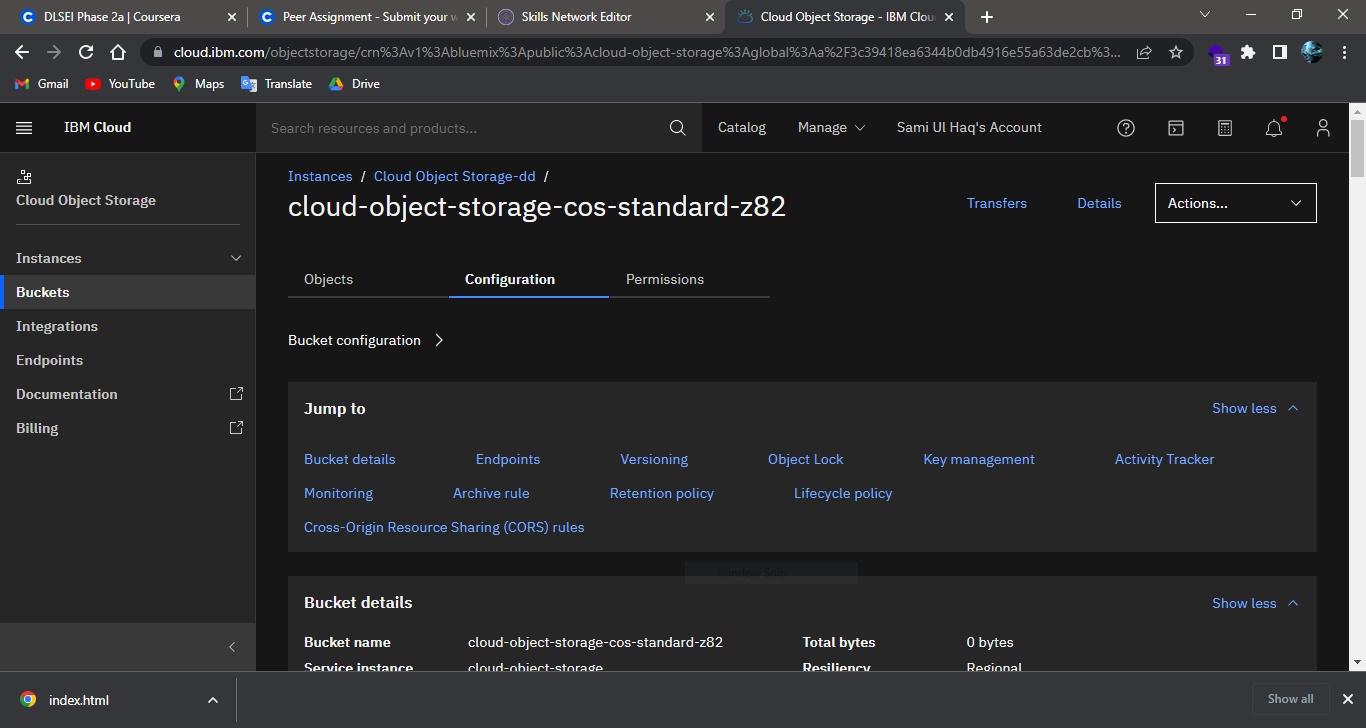 DLSEI Phase 2a | Coursera
Peer Assignment - Submit your w
Skills Network Editor
Cloud Object Storage - IBM Clou
cloud.ibm.com/objectstorage/crn%3Av1%3Abluemix%3Apublic%3Acloud-object-storage%3Aglobal%3Aa%2F3c39418ea6344b0db4916e55a63de2cb%3...
31
Gmail YouTube Maps Translate Drive
IBM Cloud
Search resources and products...
Catalog Manage Sami Ul Haq's Account
Cloud Object Storage
Instances
Buckets
Integrations
Endpoints
Documentation
Billing
Instances / Cloud Object Storage-dd /
cloud-object-storage-cos-standard-z82
Transfers Details Actions...
Objects Configuration Permissions
Bucket configuration
Jump to Show less
Bucket details Endpoints Versioning Object Lock Key management Activity Tracker
Monitoring Archive rule Retention policy Lifecycle policy
Cross-Origin Resource Sharing (CORS) rules
Window Snip
Bucket details Show less
Bucket name cloud-object-storage-cos-standard-z82 Total bytes 0 bytes
Service instance cloud-object-storage Resiliency Regional
index.html
Show all